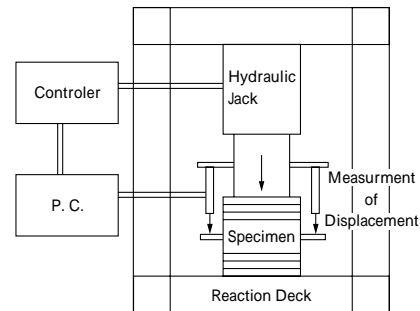 Hydraulic
Jack
Controler
P. C.
Measurment
of
Displacement
Specimen
Reaction Deck